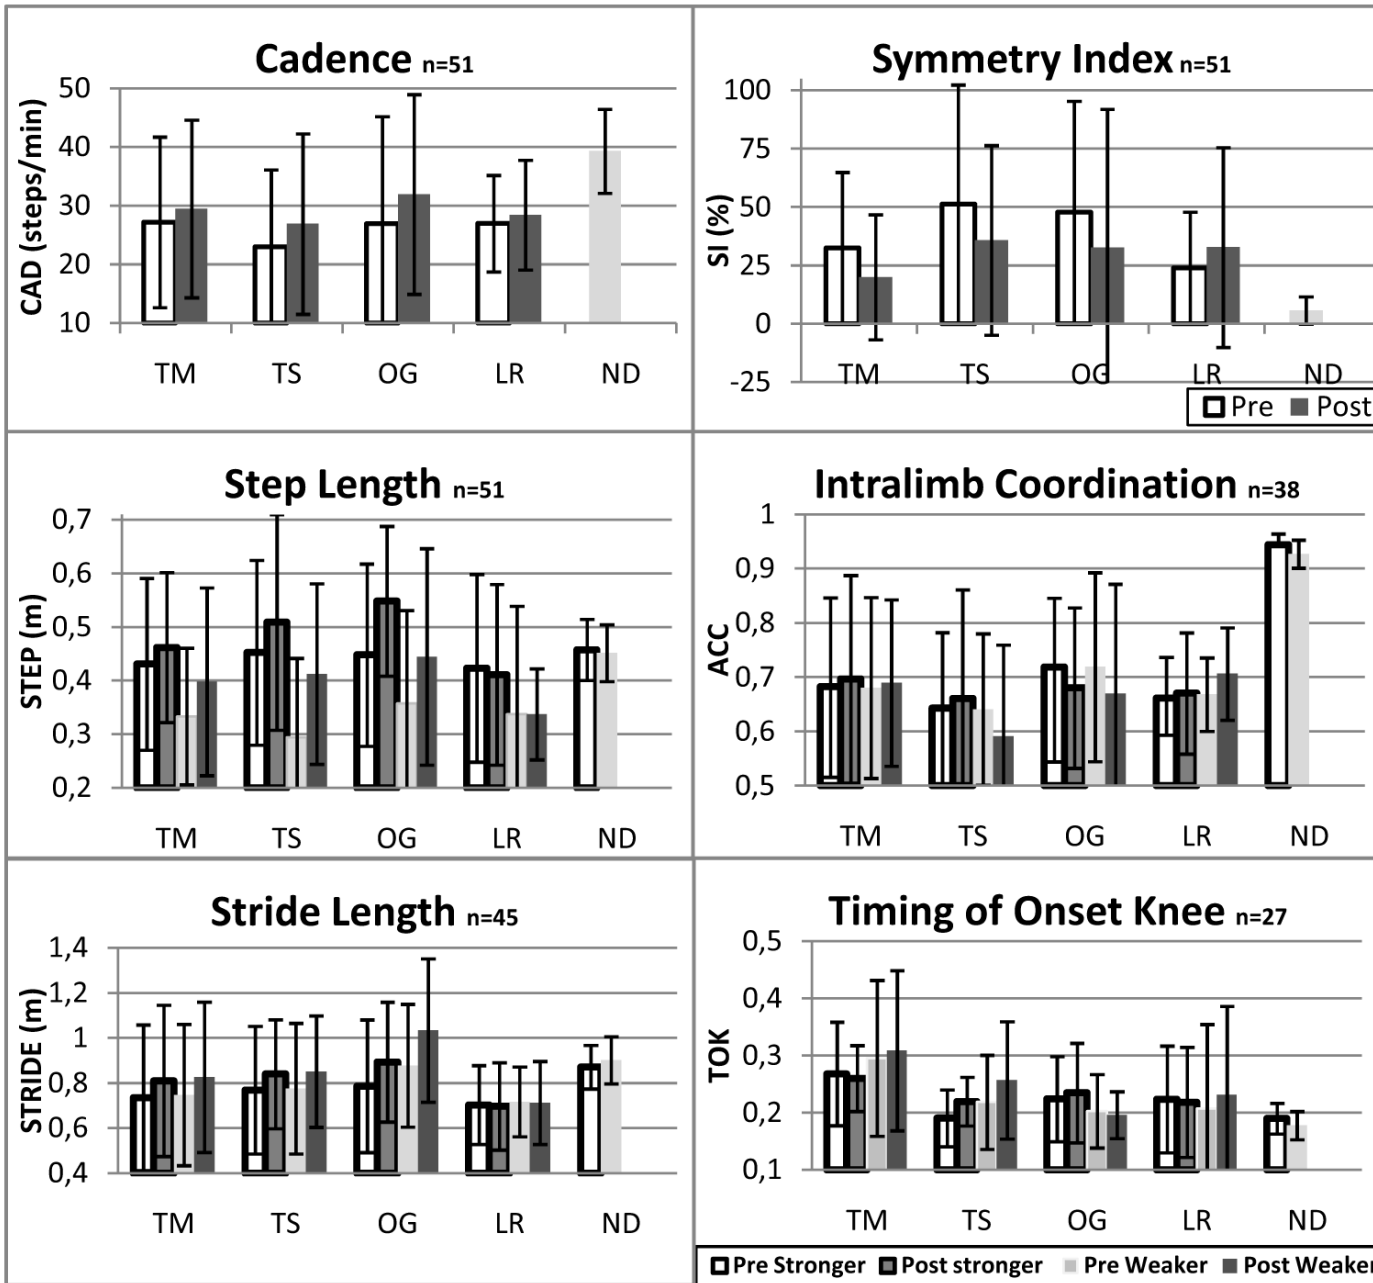 Cadence n=51
CAD (steps/min)
50
40
30
20
10
TM TS OG LR ND
Symmetry Index n=51
SI (%)
100
75
50
25
0
-25
TM TS OG LR ND
Pre Post
Step Length n=51
STEP (m)
0,7
0,6
0,5
0,4
0,3
0,2
TM TS OG LR ND
Intralimb Coordination n=38
ACC
1
0,9
0,8
0,7
0,6
0,5
TM TS OG LR ND
Stride Length n=45
STRIDE (m)
1,4
1,2
1
0,8
0,6
0,4
TM TS OG LR ND
Timing of Onset Knee n=27
TOK
0,5
0,4
0,3
0,2
0,1
TM TS OG LR ND
Pre Stronger Post stronger Pre Weaker Post Weaker